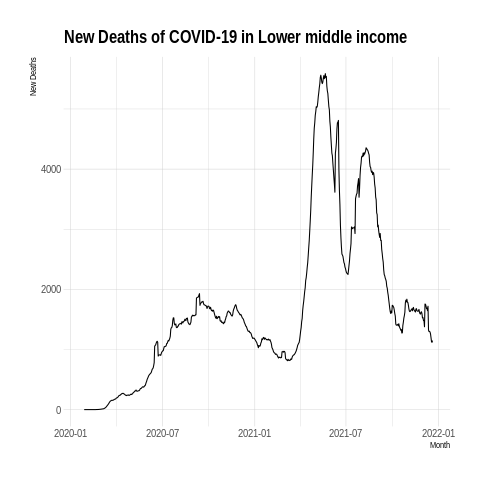 New Deaths of COVID-19 in Lower middle income
New Deaths
4000
2000
0
2020-01 2020-07 2021-01 2021-07 2022-01
Month